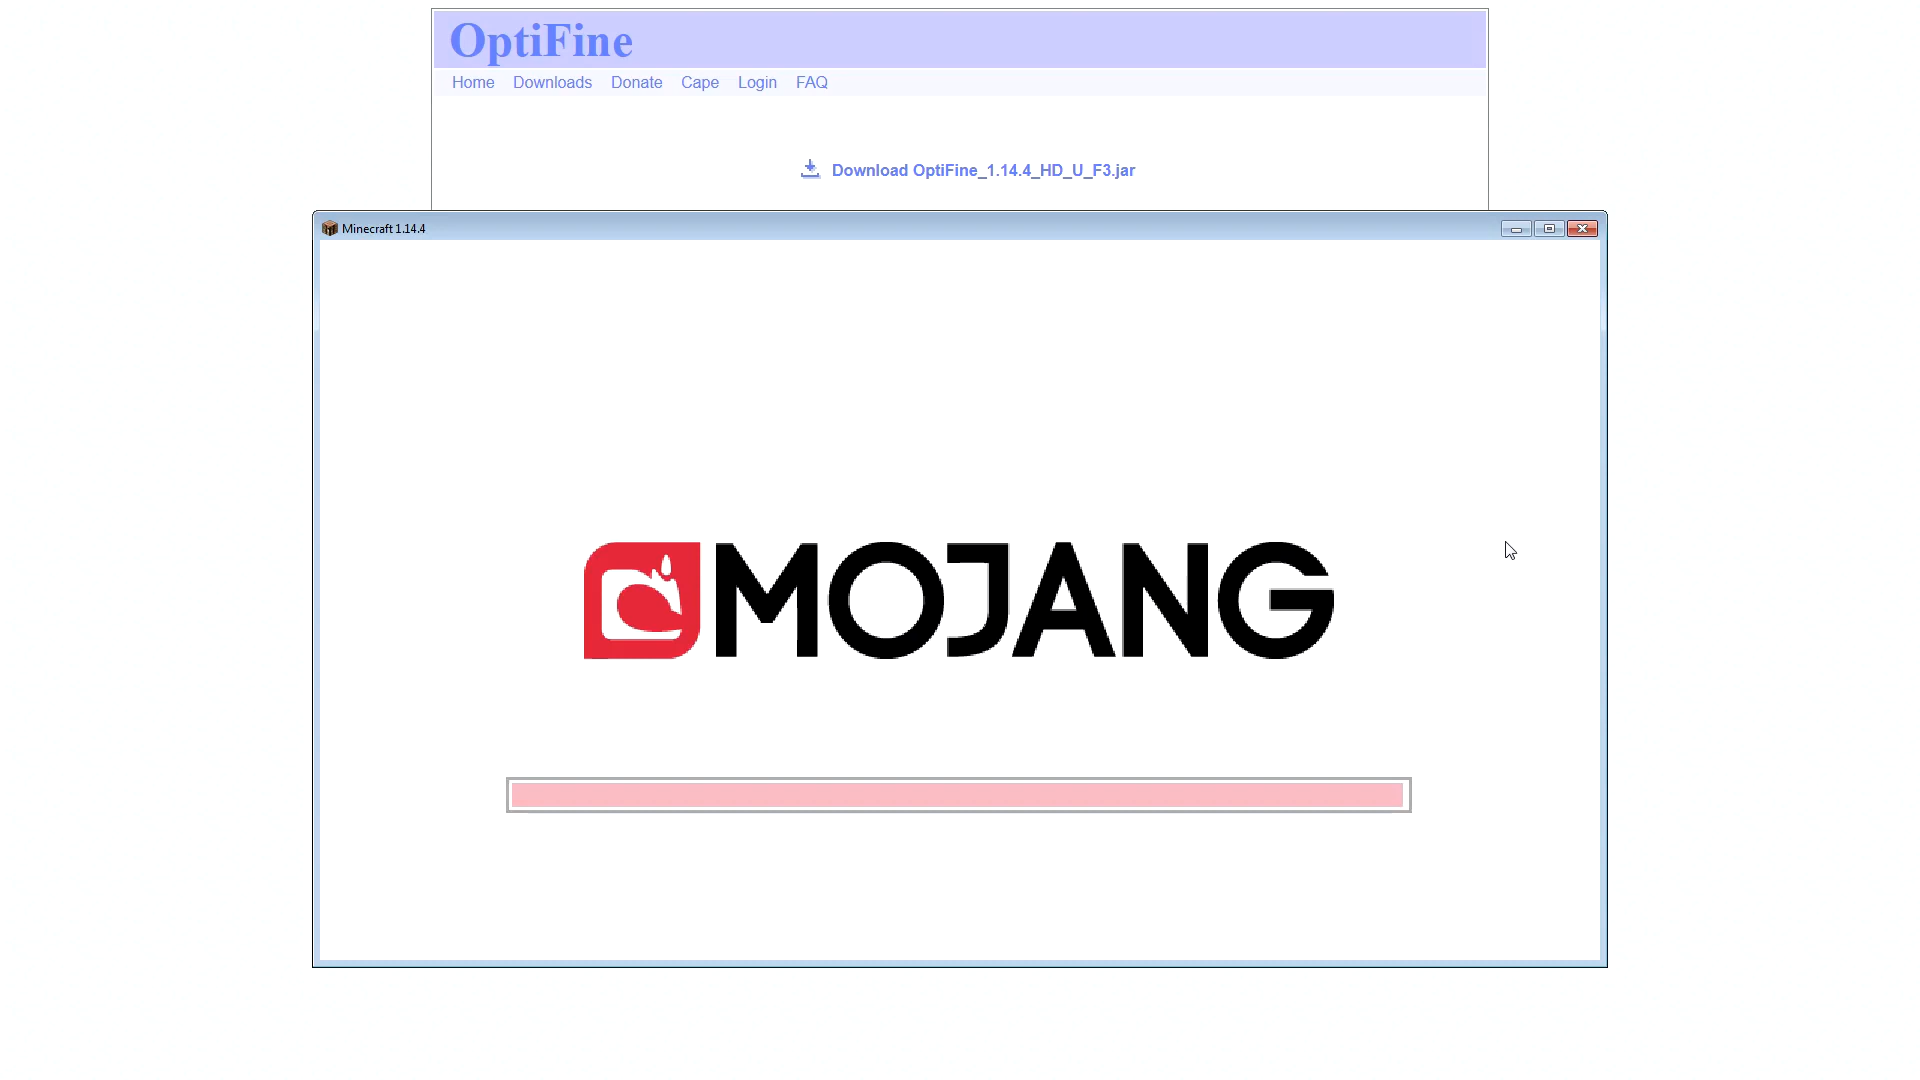 OptiFine
Home Downloads Donate Cape Login FAQ
Download OptiFine_1.14.4_HD_U_F3.jar
Minecraft 1.14.4
MOJANG